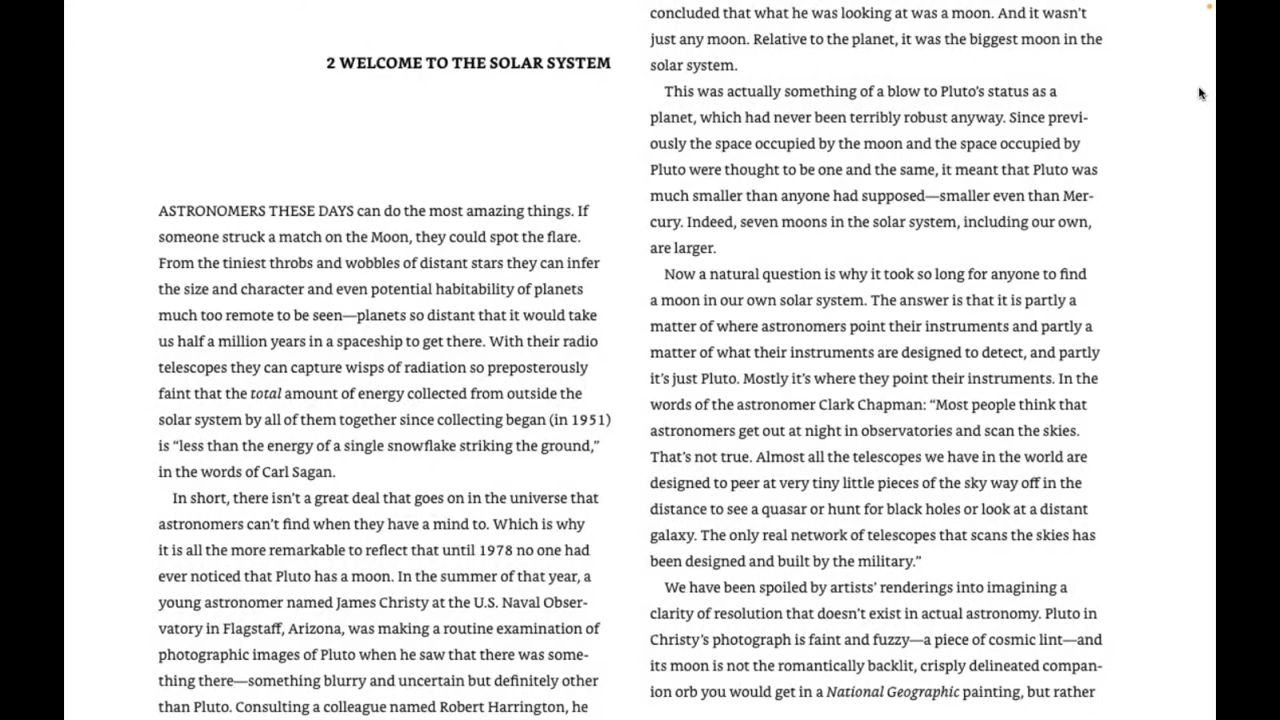 2 WELCOME TO THE SOLAR SYSTEM
ASTRONOMERS THESE DAYS can do the most amazing things. If
someone struck a match on the Moon, they could spot the flare.
From the tiniest throbs and wobbles of distant stars they can infer
the size and character and even potential habitability of planets
much too remote to be seen—planets so distant that it would take
us half a million years in a spaceship to get there. With their radio
telescopes they can capture wisps of radiation so preposterously
faint that the total amount of energy collected from outside the
solar system by all of them together since collecting began (in 1951)
is “less than the energy of a single snowflake striking the ground,”
in the words of Carl Sagan.
In short, there isn’t a great deal that goes on in the universe that
astronomers can’t find when they have a mind to. Which is why
it is all the more remarkable to reflect that until 1978 no one had
ever noticed that Pluto has a moon. In the summer of that year, a
young astronomer named James Christy at the U.S. Naval Obser-
vatory in Flagstaff, Arizona, was making a routine examination of
photographic images of Pluto when he saw that there was some-
thing there—something blurry and uncertain but definitely other
than Pluto. Consulting a colleague named Robert Harrington, he
concluded that what he was looking at was a moon. And it wasn’t
just any moon. Relative to the planet, it was the biggest moon in the
solar system.
This was actually something of a blow to Pluto’s status as a
planet, which had never been terribly robust anyway. Since previ-
ously the space occupied by the moon and the space occupied by
Pluto were thought to be one and the same, it meant that Pluto was
much smaller than anyone had supposed—smaller even than Mer-
cury. Indeed, seven moons in the solar system, including our own,
are larger.
Now a natural question is why it took so long for anyone to find
a moon in our own solar system. The answer is that it is partly a
matter of where astronomers point their instruments and partly a
matter of what their instruments are designed to detect, and partly
it’s just Pluto. Mostly it’s where they point their instruments. In the
words of the astronomer Clark Chapman: “Most people think that
astronomers get out at night in observatories and scan the skies.
That’s not true. Almost all the telescopes we have in the world are
designed to peer at very tiny little pieces of the sky way off in the
distance to see a quasar or hunt for black holes or look at a distant
galaxy. The only real network of telescopes that scans the skies has
been designed and built by the military.”
We have been spoiled by artists’ renderings into imagining a
clarity of resolution that doesn’t exist in actual astronomy. Pluto in
Christy’s photograph is faint and fuzzy—a piece of cosmic lint—and
its moon is not the romantically backlit, crisply delineated compan-
ion orb you would get in a National Geographic painting, but rather